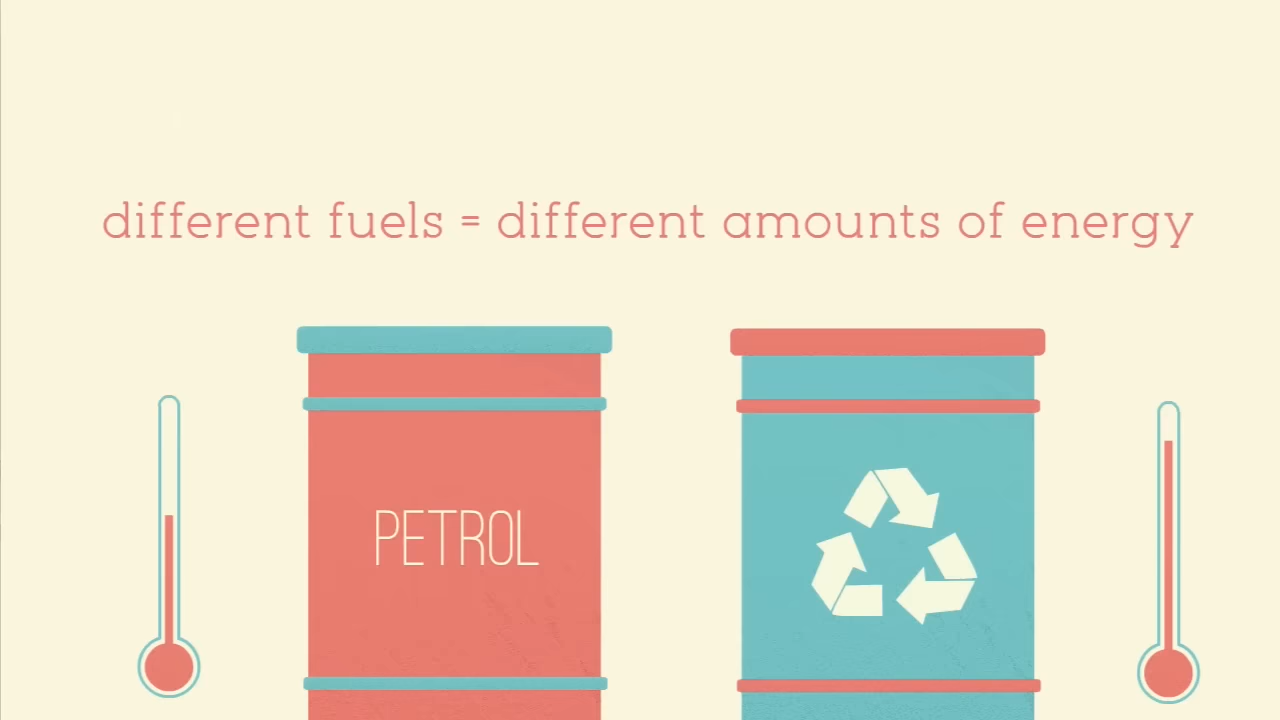 different fuels = different amounts of energy
PETROL